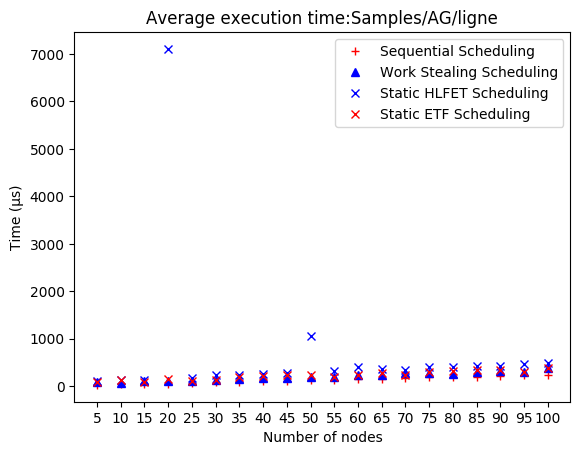 Average execution time:Samples/AG/ligne
Sequential Scheduling
Work Stealing Scheduling
Static HLFET Scheduling
Static ETF Scheduling
7000
6000
5000
4000
3000
2000
1000
0
Time (µs)
5 10 15 20 25 30 35 40 45 50 55 60 65 70 75 80 85 90 95 100
Number of nodes